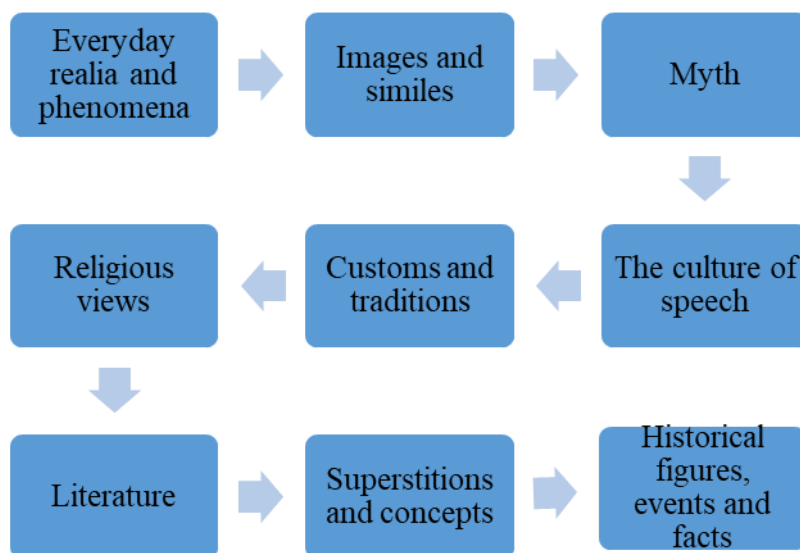 Everyday
realia and
phenomena
Images and
similes
Myth
The culture of
speech
Customs and
traditions
Religious
views
Literature
Superstitions
and concepts
Historical
figures,
events and
facts